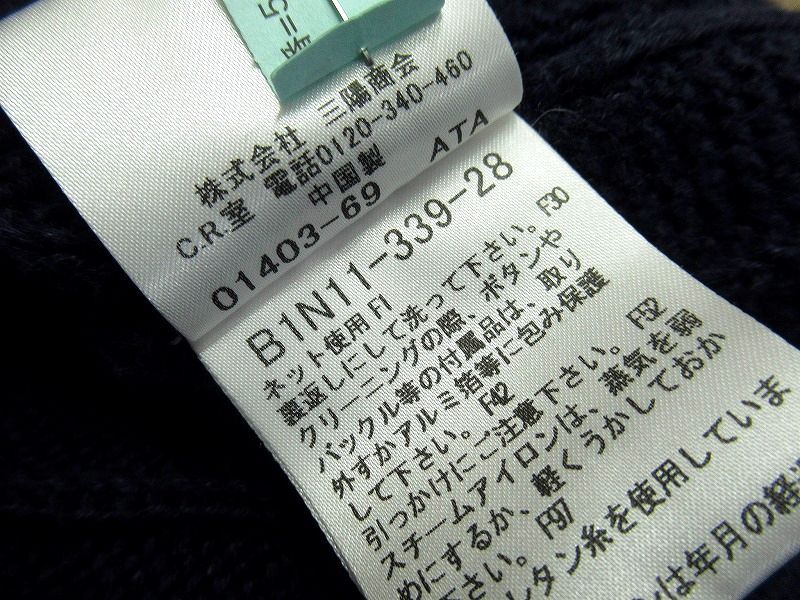 =5
株式会社 三陽商会
C.R.室 電話0120-340-460
中国製
01403-69 ATA
B1N11-339-28
ネット使用 F1
裏返しにして洗って下さい。 F30
クリーニングの際、ボタンや
バックル等の付属品は、取り
外すかアルミ箔等に包み保護
して下さい。 F42
引っかけにご注意下さい。 F52
スチームアイロンは、蒸気を弱
めにするか、軽くうかしておか
下さい。 F97
レタン糸を使用していま
ンは年月の経